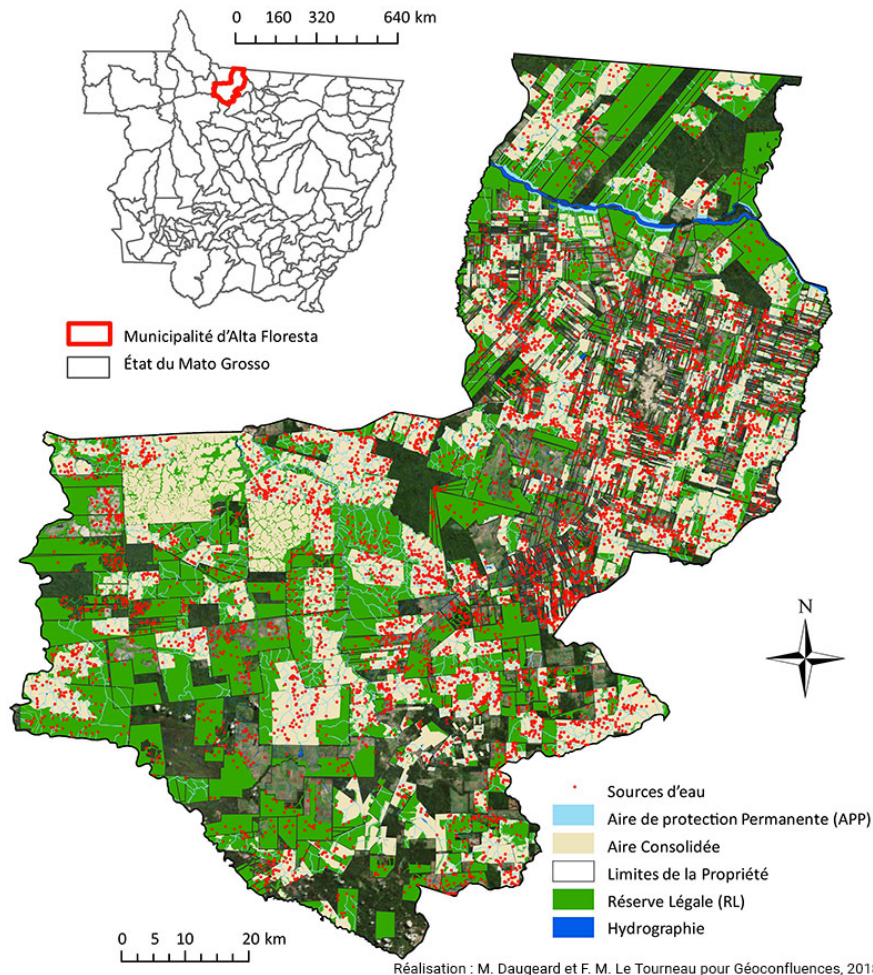 0 160 320 640 km
Municipalité d'Alta Floresta
État du Mato Grosso
N
Sources d'eau
Aire de protection Permanente (APP)
Aire Consolidée
Limites de la Propriété
Réserve Légale (RL)
Hydrographie
0 5 10 20 km
Réalisation : M. Daugeard et F. M. Le Tourneau pour Géoconfluences, 2018